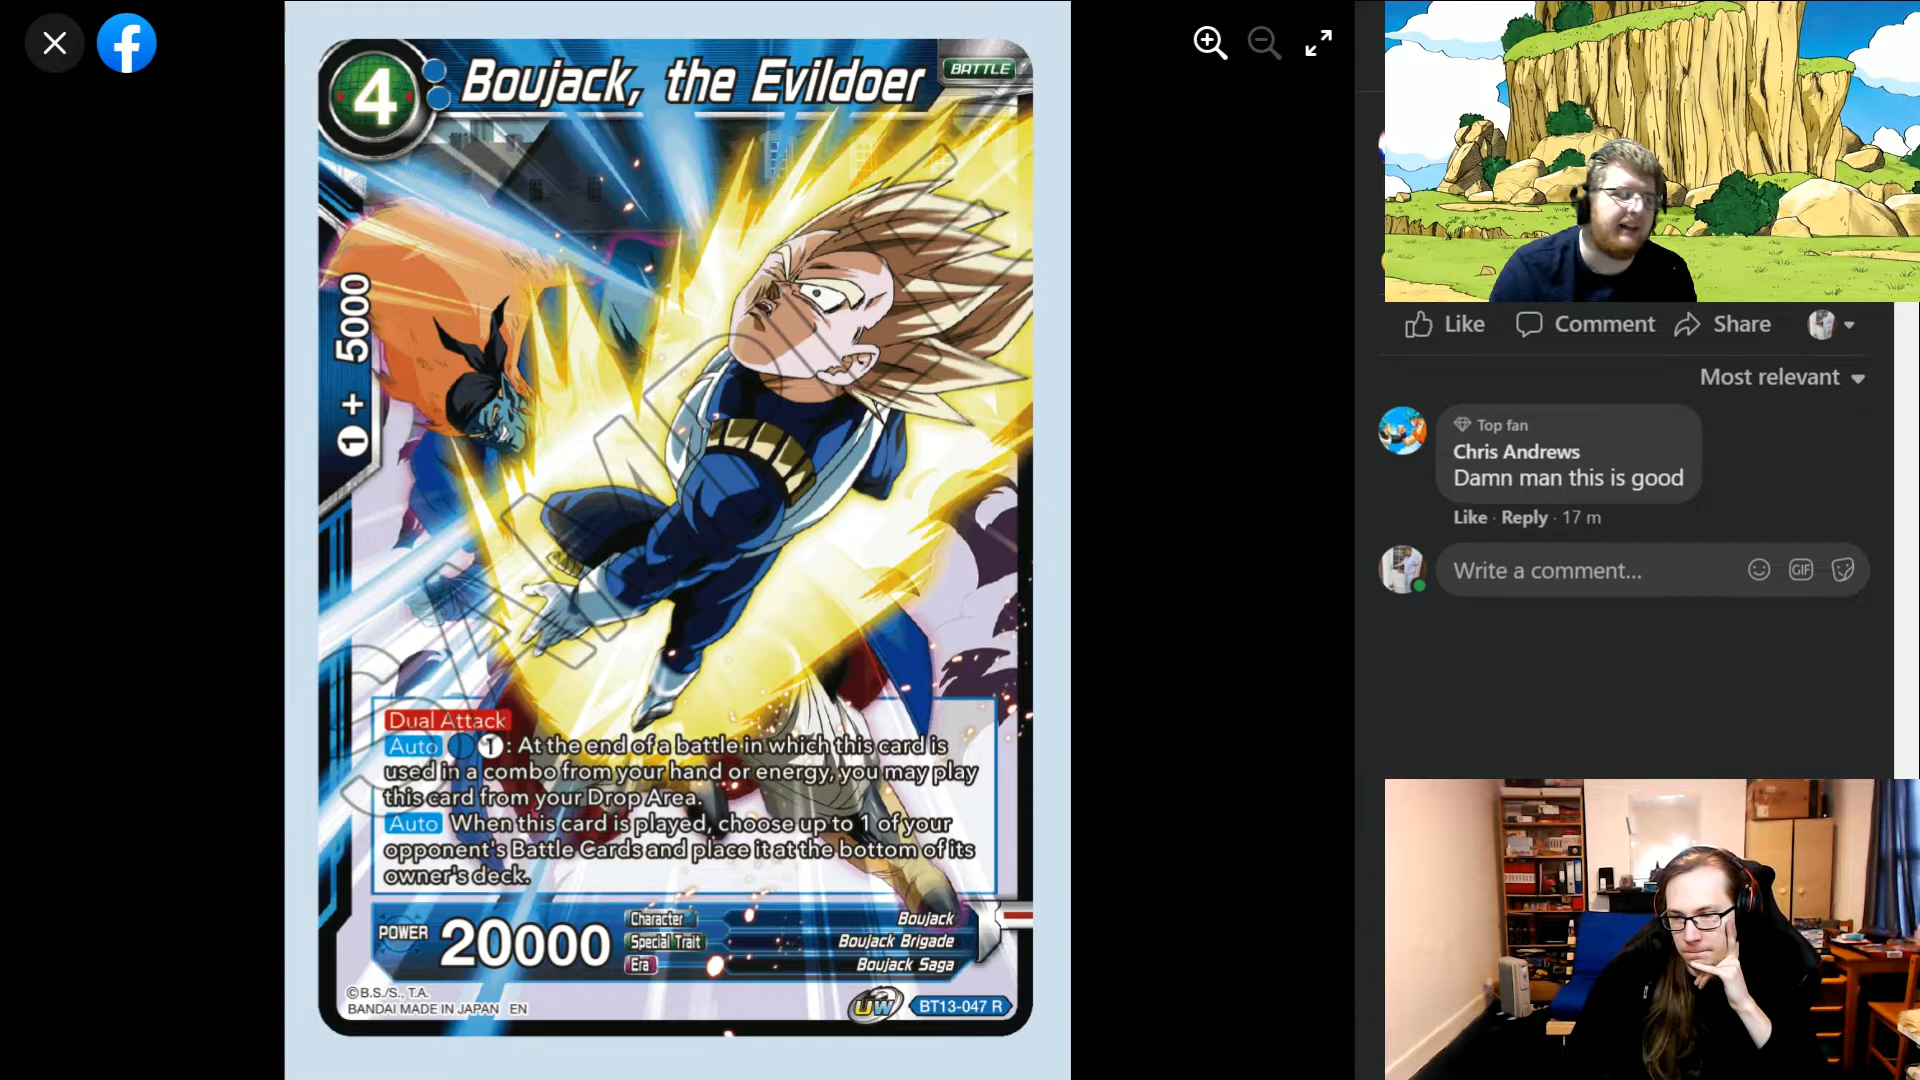 4
Boujack, the Evildoer
BATTLE
1 + 5000
SAMPLE
Dual Attack
Auto 1 : At the end of a battle in which this card is
used in a combo from your hand or energy, you may play
this card from your Drop Area.
Auto When this card is played, choose up to 1 of your
opponent's Battle Cards and place it at the bottom of its
owner's deck.
POWER 20000
Character Boujack
Special Trait Boujack Brigade
Era Boujack Saga
©B.S./S., T.A.
BANDAI MADE IN JAPAN EN
UW
BT13-047 R
Like Comment Share
Most relevant
Top fan
Chris Andrews
Damn man this is good
Like · Reply · 17 m
Write a comment...
GIF